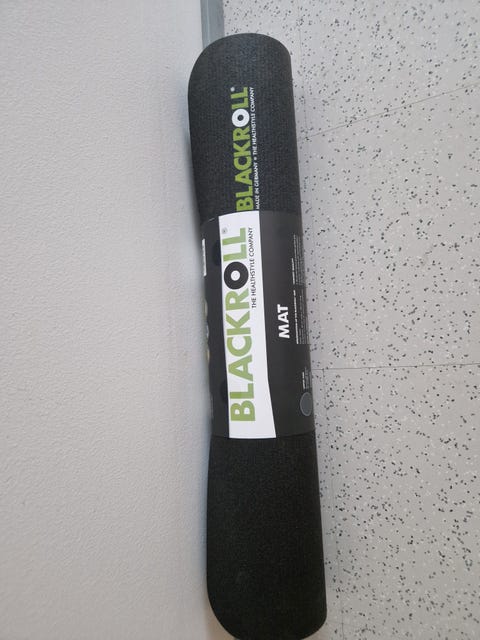 BLACKROLL®
MADE IN GERMANY • THE HEALTHSTYLE COMPANY
BLACKROLL®
THE HEALTHSTYLE COMPANY
MAT